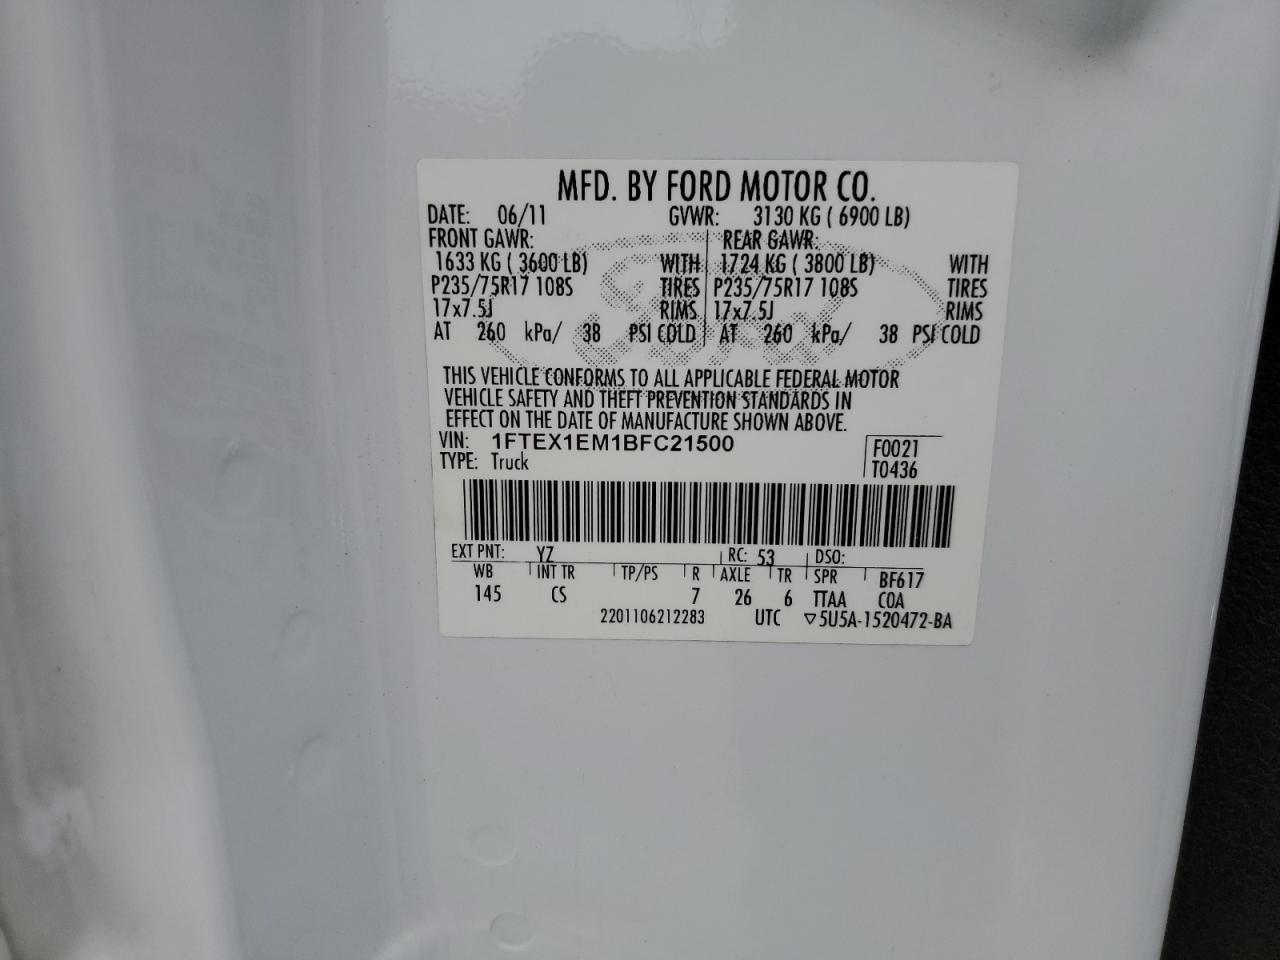 MFD. BY FORD MOTOR CO.
DATE: 06/11 GVWR: 3130 KG ( 6900 LB)
FRONT GAWR: REAR GAWR:
1633 KG ( 3600 LB) WITH 1724 KG ( 3800 LB) WITH
P235/75R17 108S TIRES P235/75R17 108S TIRES
17x7.5J RIMS 17x7.5J RIMS
AT 260 kPa/ 38 PSI COLD AT 260 kPa/ 38 PSI COLD
THIS VEHICLE CONFORMS TO ALL APPLICABLE FEDERAL MOTOR
VEHICLE SAFETY AND THEFT PREVENTION STANDARDS IN
EFFECT ON THE DATE OF MANUFACTURE SHOWN ABOVE.
VIN: 1FTEX1EM1BFC21500 F0021
TYPE: Truck T0436
EXT PNT: YZ RC: 53 DSO:
WB INT TR TP/PS R AXLE TR SPR BF617
145 CS 7 26 6 TTAA COA
2201106212283 UTC ▽5U5A-1520472-BA